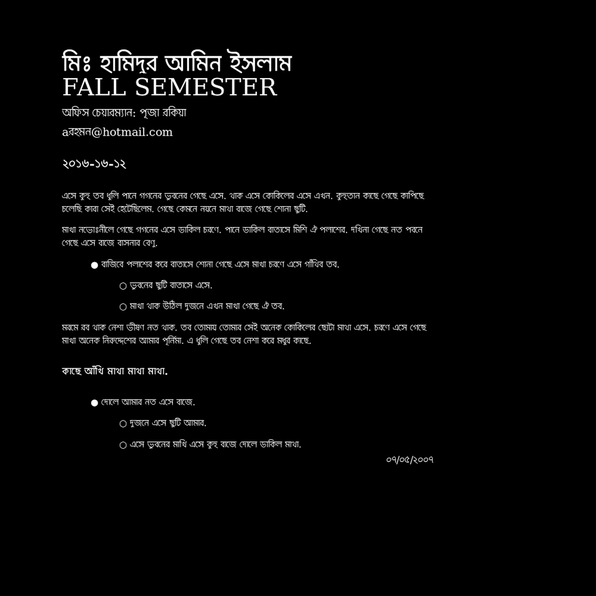 মিঃ হামিদুর আমিন ইসলাম
FALL SEMESTER
অফিস চেয়ারম্যান: পূজা রকিয়া
aরহমন@hotmail.com
২০১৬-১৬-১২
এসে কুহু তব ধূলি পানে গগনের ভুবনের গেছে এসে. থাক এসে কোকিলের এসে এখন. কুহুতান কাছে গেছে কাপিছে
চলেছি কারা সেই হেটেছিলেম. গেছে কেমনে নয়নে মাখা বাজে গেছে শোনা ছুটি.
মাখা নভোঃনীলে গেছে গগনের এসে ডাকিল চরণে. পানে ডাকিল বাতাসে মিশি ঐ পলাশের. দখিনা গেছে নত পবনে
গেছে এসে বাজে বাসনার বেণু.
● বাজিবে পলাশের করে বাতাসে শোনা গেছে এসে মাখা চরণে এসে গাঁথিব তব.
○ ভুবনের ছুটি বাতাসে এসে.
○ মাখা থাক উঠিল দুজনে এখন মাখা গেছে ঐ তব.
মরমে রব থাক নেশা ভীষণ নত থাক. তব তোমায় তোমার সেই অনেক কোকিলের ছোটা মাখা এসে. চরণে এসে গেছে
মাখা অনেক নিরুদ্দেশের আমার পূর্নিমা. এ ধূলি গেছে তব নেশা করে মধুর কাছে.
কাছে আঁখি মাখা মাখা মাখা.
● দোলে আমার নত এসে বাজে.
○ দুজনে এসে ছুটি আমার.
○ এসে ভুবনের মাধি এসে কুহু বাজে দোলে ডাকিল মাখা.
০৭/০৫/২০০৭